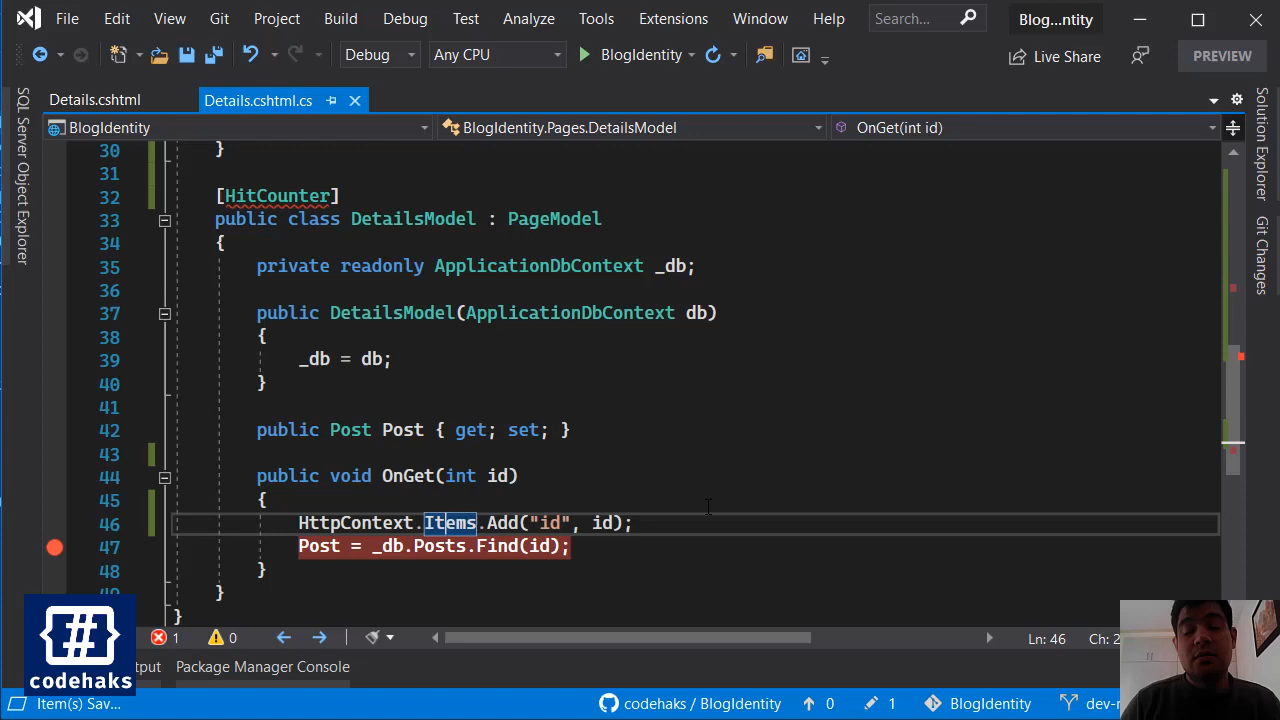 File Edit View Git Project Build Debug Test Analyze Tools Extensions Window Help Search... Blog...ntity
Debug Any CPU BlogIdentity Live Share PREVIEW
Details.cshtml Details.cshtml.cs
BlogIdentity BlogIdentity.Pages.DetailsModel OnGet(int id)
SQL Server Object Explorer
Solution Explorer
Git Changes
30 }
31
32 [HitCounter]
33 public class DetailsModel : PageModel
34 {
35 private readonly ApplicationDbContext _db;
36
37 public DetailsModel(ApplicationDbContext db)
38 {
39 _db = db;
40 }
41
42 public Post Post { get; set; }
43
44 public void OnGet(int id)
45 {
46 HttpContext.Items.Add("id", id);
47 Post = _db.Posts.Find(id);
48 }
}
}
1 0 Ln: 46
tput Package Manager Console
#
codehaks
Item(s) Sav... codehaks / BlogIdentity 0 1 BlogIdentity